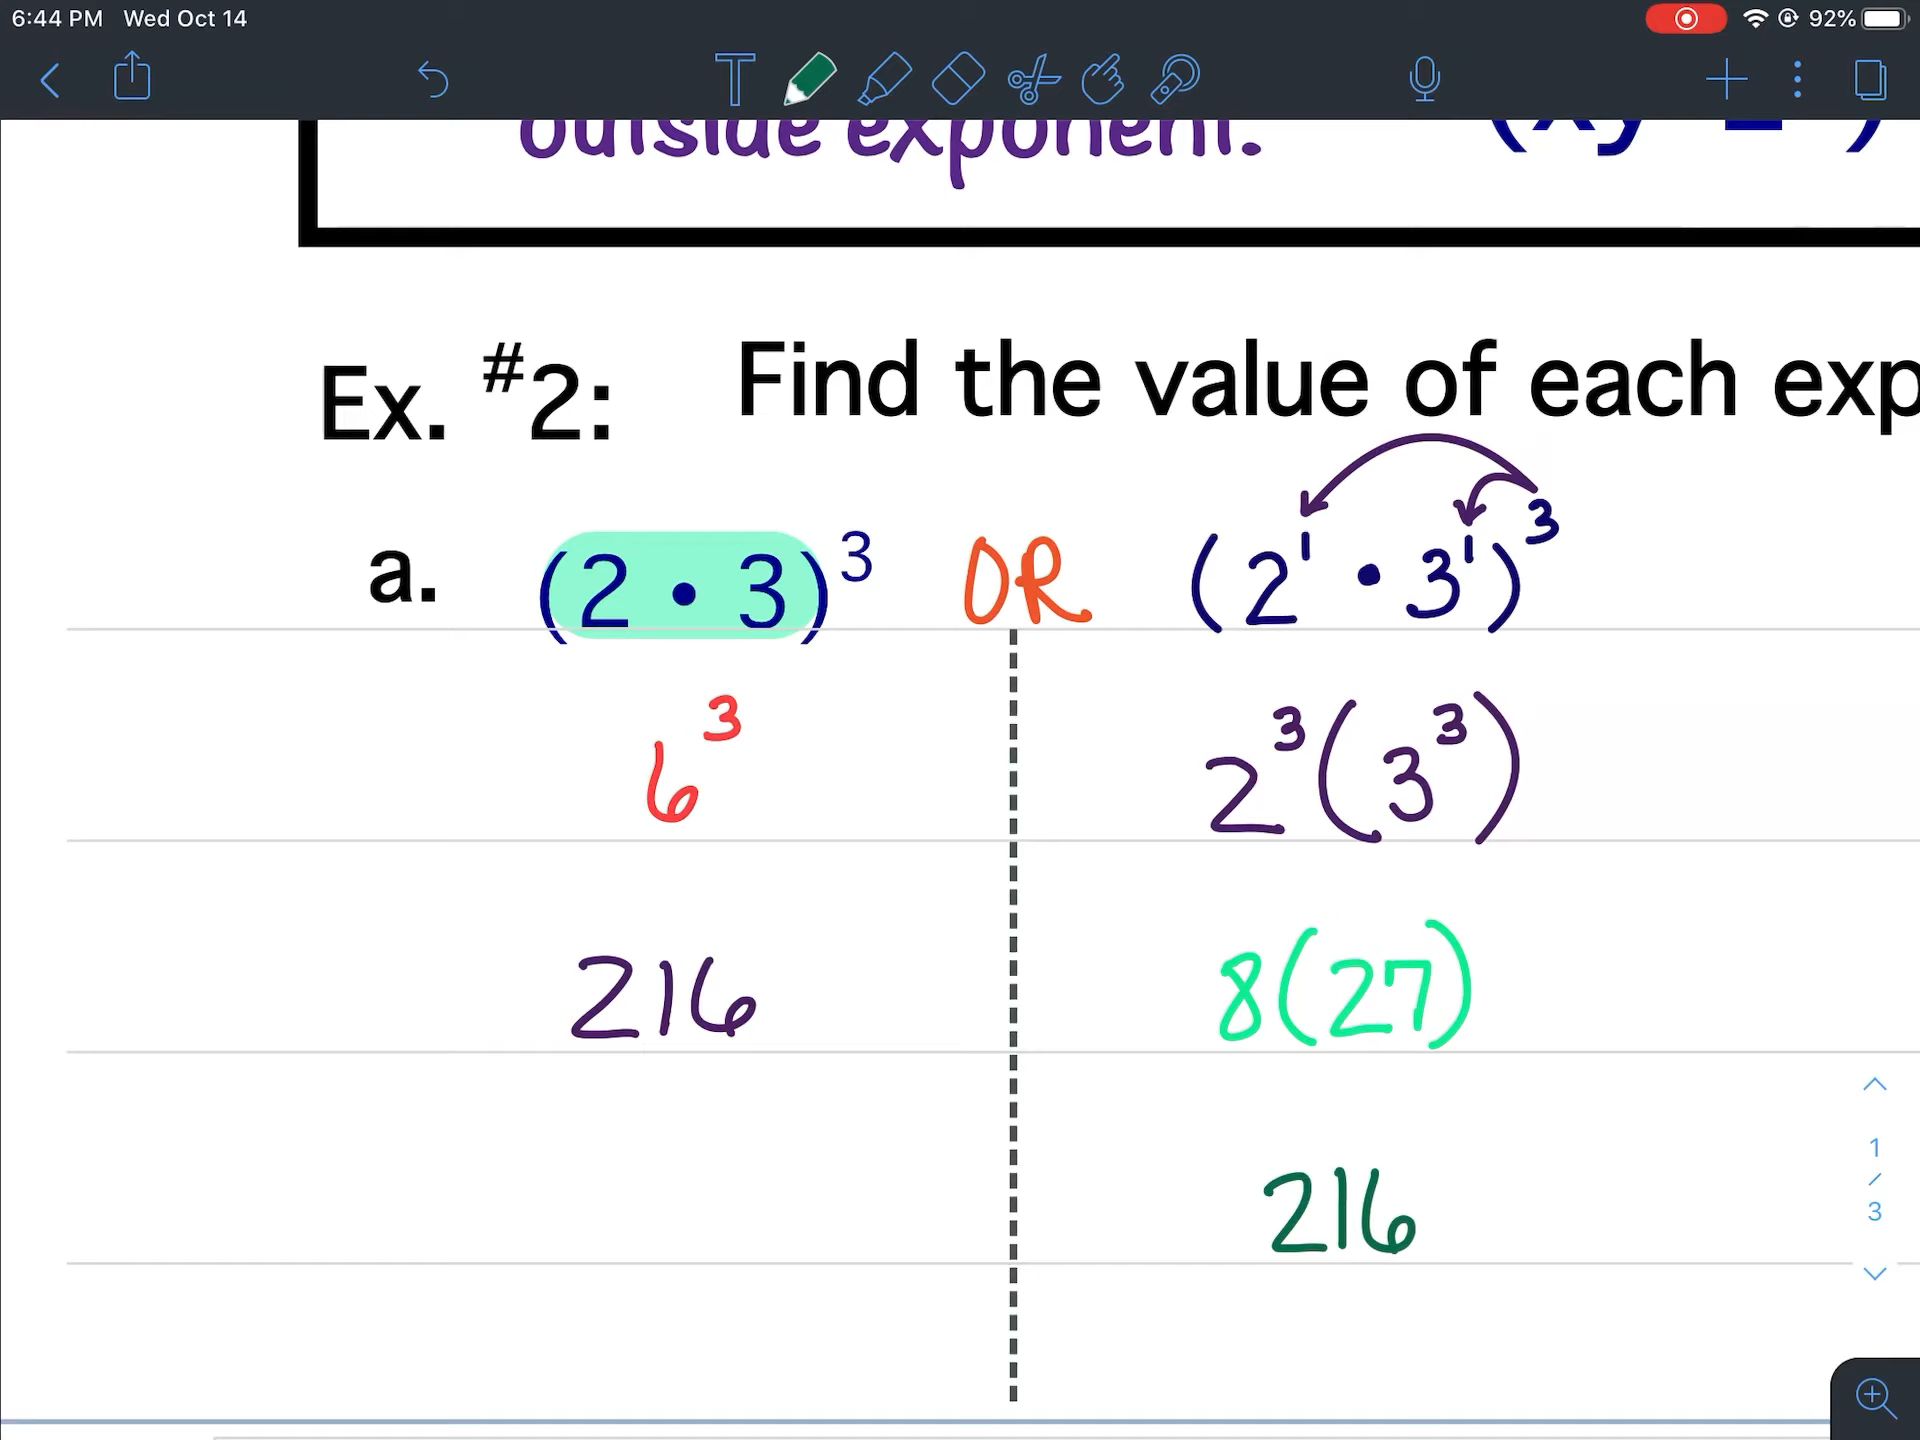 6:44 PM Wed Oct 14 92%
outside exponent.
Ex. #2: Find the value of each exp
a. (2 • 3)³ OR (2¹ • 3¹)³
6³ 2³(3³)
216 8(27)
216
1
/
3